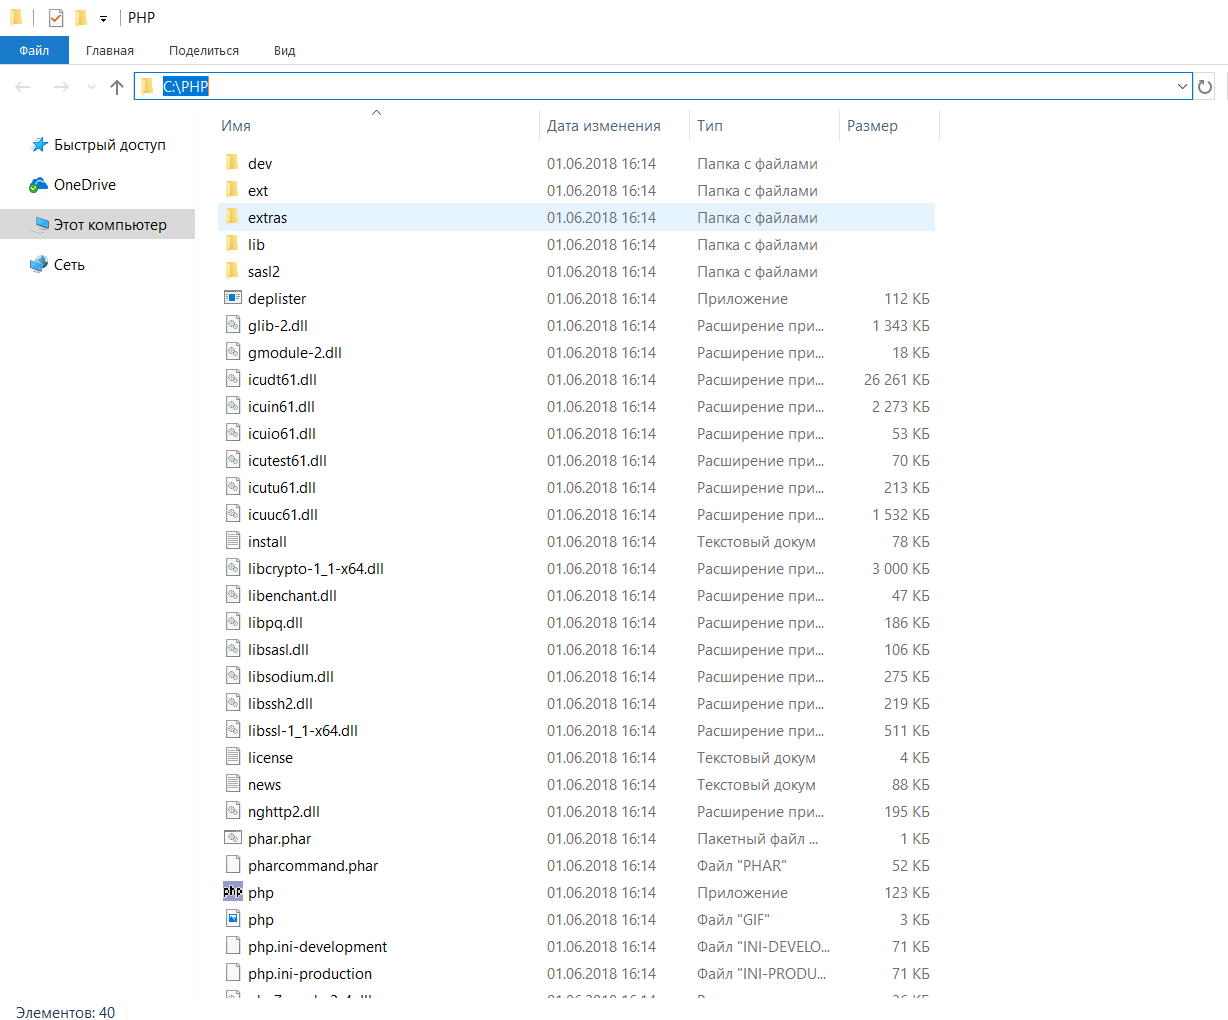 PHP
Файл Главная Поделиться Вид
C:\PHP
Имя Дата изменения Тип Размер
Быстрый доступ
OneDrive
Этот компьютер
Сеть
dev 01.06.2018 16:14 Папка с файлами
ext 01.06.2018 16:14 Папка с файлами
extras 01.06.2018 16:14 Папка с файлами
lib 01.06.2018 16:14 Папка с файлами
sasl2 01.06.2018 16:14 Папка с файлами
deplister 01.06.2018 16:14 Приложение 112 КБ
glib-2.dll 01.06.2018 16:14 Расширение при... 1 343 КБ
gmodule-2.dll 01.06.2018 16:14 Расширение при... 18 КБ
icudt61.dll 01.06.2018 16:14 Расширение при... 26 261 КБ
icuin61.dll 01.06.2018 16:14 Расширение при... 2 273 КБ
icuio61.dll 01.06.2018 16:14 Расширение при... 53 КБ
icutest61.dll 01.06.2018 16:14 Расширение при... 70 КБ
icutu61.dll 01.06.2018 16:14 Расширение при... 213 КБ
icuuc61.dll 01.06.2018 16:14 Расширение при... 1 532 КБ
install 01.06.2018 16:14 Текстовый докум 78 КБ
libcrypto-1_1-x64.dll 01.06.2018 16:14 Расширение при... 3 000 КБ
libenchant.dll 01.06.2018 16:14 Расширение при... 47 КБ
libpq.dll 01.06.2018 16:14 Расширение при... 186 КБ
libsasl.dll 01.06.2018 16:14 Расширение при... 106 КБ
libsodium.dll 01.06.2018 16:14 Расширение при... 275 КБ
libssh2.dll 01.06.2018 16:14 Расширение при... 219 КБ
libssl-1_1-x64.dll 01.06.2018 16:14 Расширение при... 511 КБ
license 01.06.2018 16:14 Текстовый докум 4 КБ
news 01.06.2018 16:14 Текстовый докум 88 КБ
nghttp2.dll 01.06.2018 16:14 Расширение при... 195 КБ
phar.phar 01.06.2018 16:14 Пакетный файл ... 1 КБ
pharcommand.phar 01.06.2018 16:14 Файл "PHAR" 52 КБ
php php 01.06.2018 16:14 Приложение 123 КБ
php 01.06.2018 16:14 Файл "GIF" 3 КБ
php.ini-development 01.06.2018 16:14 Файл "INI-DEVELO... 71 КБ
php.ini-production 01.06.2018 16:14 Файл "INI-PRODU... 71 КБ
Элементов: 40